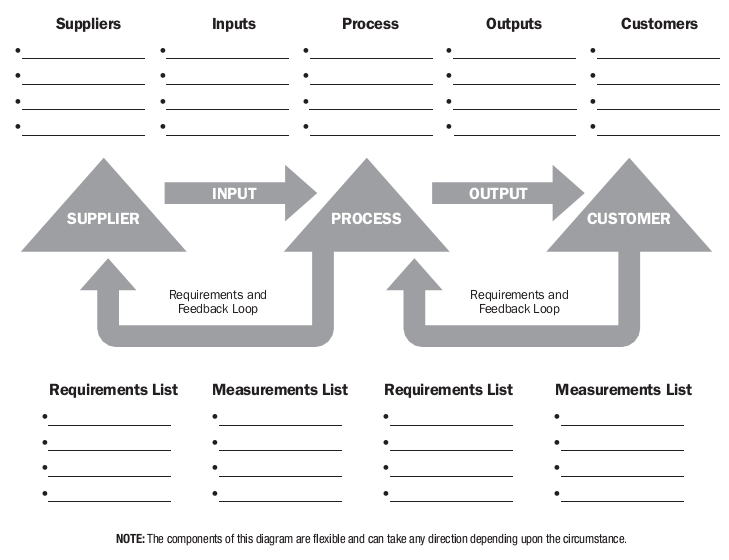 Suppliers
Inputs
Process
Outputs
Customers
SUPPLIER
INPUT
PROCESS
OUTPUT
CUSTOMER
Requirements and
Feedback Loop
Requirements and
Feedback Loop
Requirements List
Measurements List
Requirements List
Measurements List
NOTE: The components of this diagram are flexible and can take any direction depending upon the circumstance.